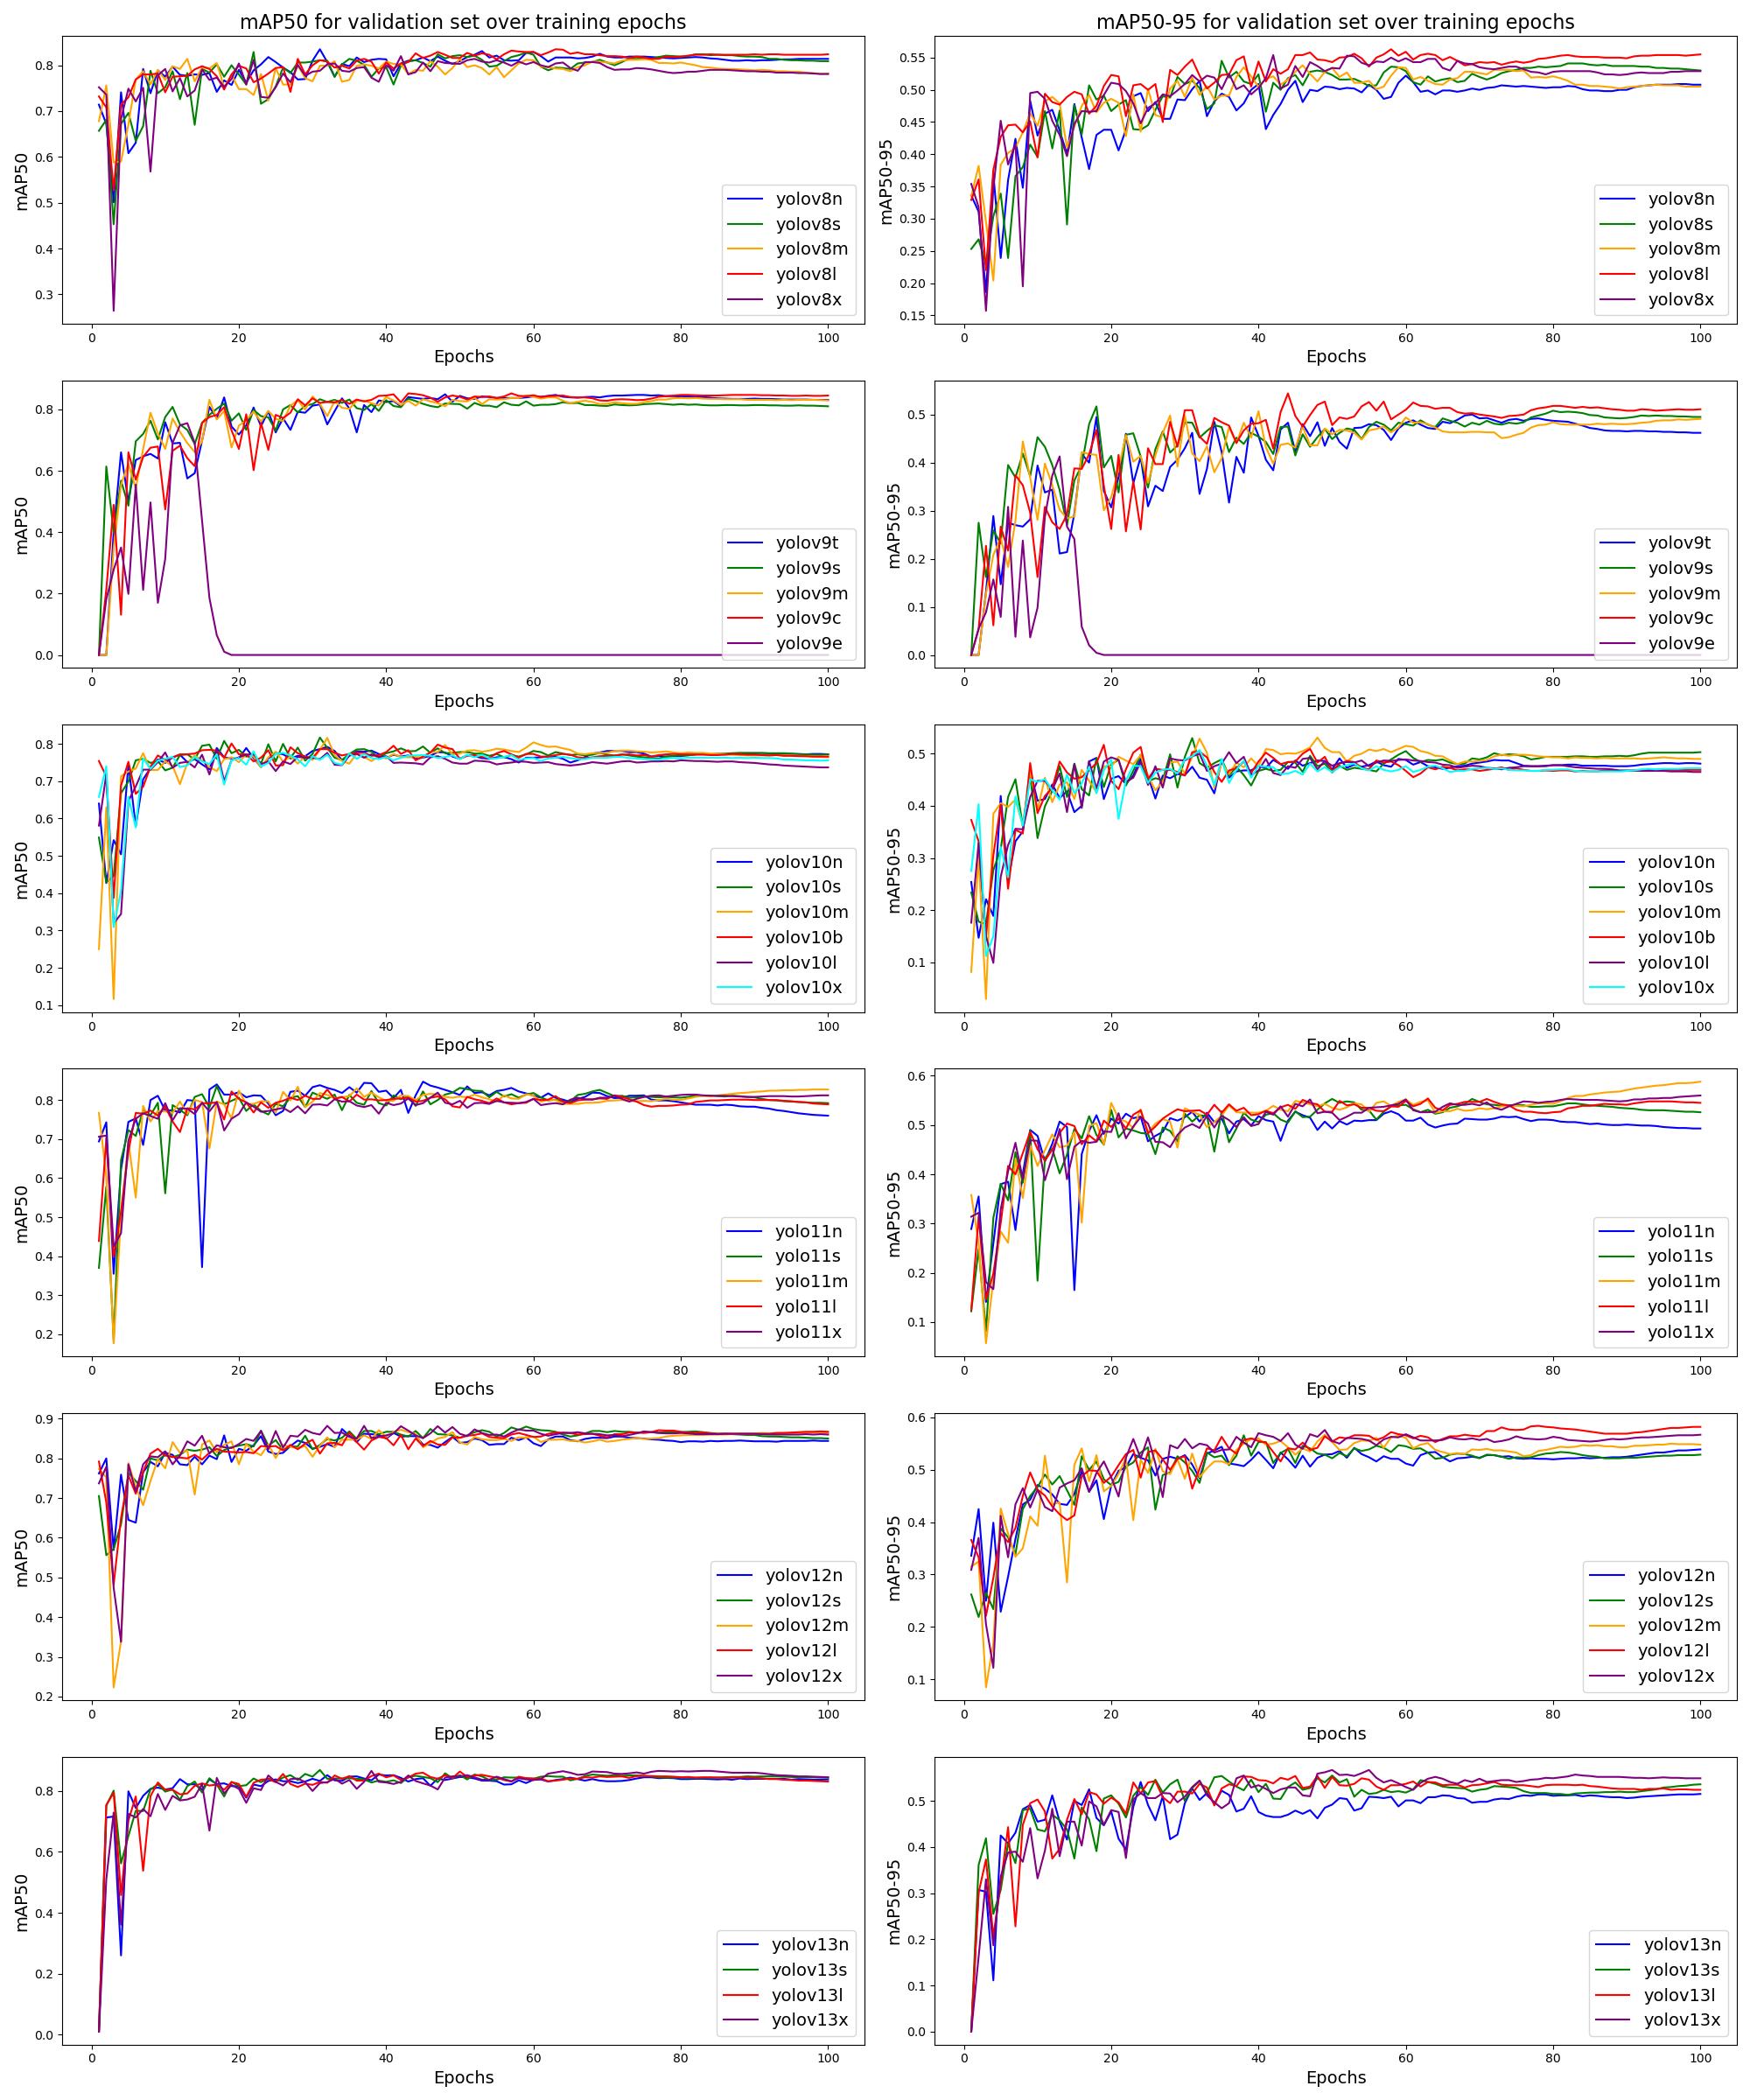 mAP50 for validation set over training epochs
mAP50
0.8
0.7
0.6
0.5
0.4
0.3
yolov8n
yolov8s
yolov8m
yolov8l
yolov8x
0 20 40 60 80 100
Epochs
mAP50-95 for validation set over training epochs
mAP50-95
0.55
0.50
0.45
0.40
0.35
0.30
0.25
0.20
0.15
yolov8n
yolov8s
yolov8m
yolov8l
yolov8x
0 20 40 60 80 100
Epochs
mAP50
0.8
0.6
0.4
0.2
0.0
yolov9t
yolov9s
yolov9m
yolov9c
yolov9e
0 20 40 60 80 100
Epochs
mAP50-95
0.5
0.4
0.3
0.2
0.1
0.0
yolov9t
yolov9s
yolov9m
yolov9c
yolov9e
0 20 40 60 80 100
Epochs
mAP50
0.8
0.7
0.6
0.5
0.4
0.3
0.2
0.1
yolov10n
yolov10s
yolov10m
yolov10b
yolov10l
yolov10x
0 20 40 60 80 100
Epochs
mAP50-95
0.5
0.4
0.3
0.2
0.1
yolov10n
yolov10s
yolov10m
yolov10b
yolov10l
yolov10x
0 20 40 60 80 100
Epochs
mAP50
0.8
0.7
0.6
0.5
0.4
0.3
0.2
yolo11n
yolo11s
yolo11m
yolo11l
yolo11x
0 20 40 60 80 100
Epochs
mAP50-95
0.6
0.5
0.4
0.3
0.2
0.1
yolo11n
yolo11s
yolo11m
yolo11l
yolo11x
0 20 40 60 80 100
Epochs
mAP50
0.9
0.8
0.7
0.6
0.5
0.4
0.3
0.2
yolov12n
yolov12s
yolov12m
yolov12l
yolov12x
0 20 40 60 80 100
Epochs
mAP50-95
0.6
0.5
0.4
0.3
0.2
0.1
yolov12n
yolov12s
yolov12m
yolov12l
yolov12x
0 20 40 60 80 100
Epochs
mAP50
0.8
0.6
0.4
0.2
0.0
yolov13n
yolov13s
yolov13l
yolov13x
0 20 40 60 80 100
Epochs
mAP50-95
0.5
0.4
0.3
0.2
0.1
0.0
yolov13n
yolov13s
yolov13l
yolov13x
0 20 40 60 80 100
Epochs